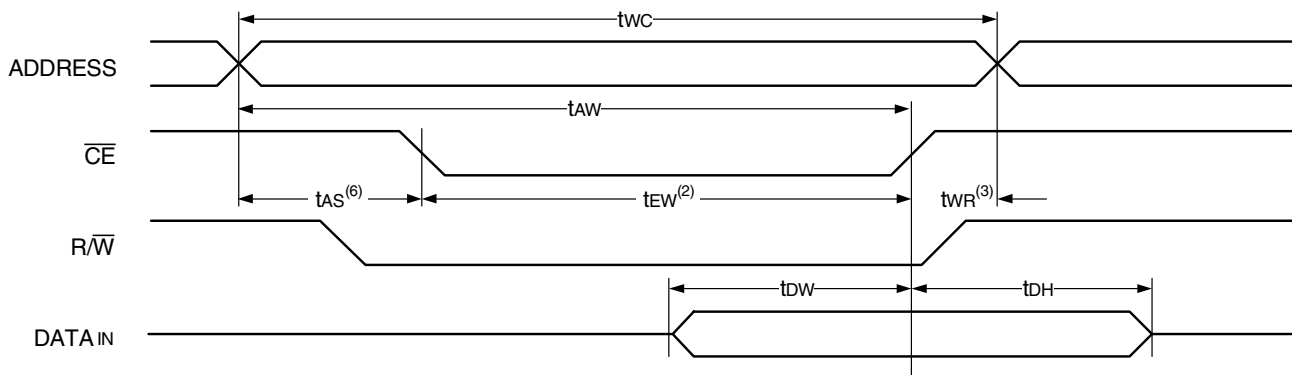 tWC
ADDRESS
tAW
CE
tAS(6)
tEW(2)
tWR(3)
R/W
tDW
tDH
DATA IN